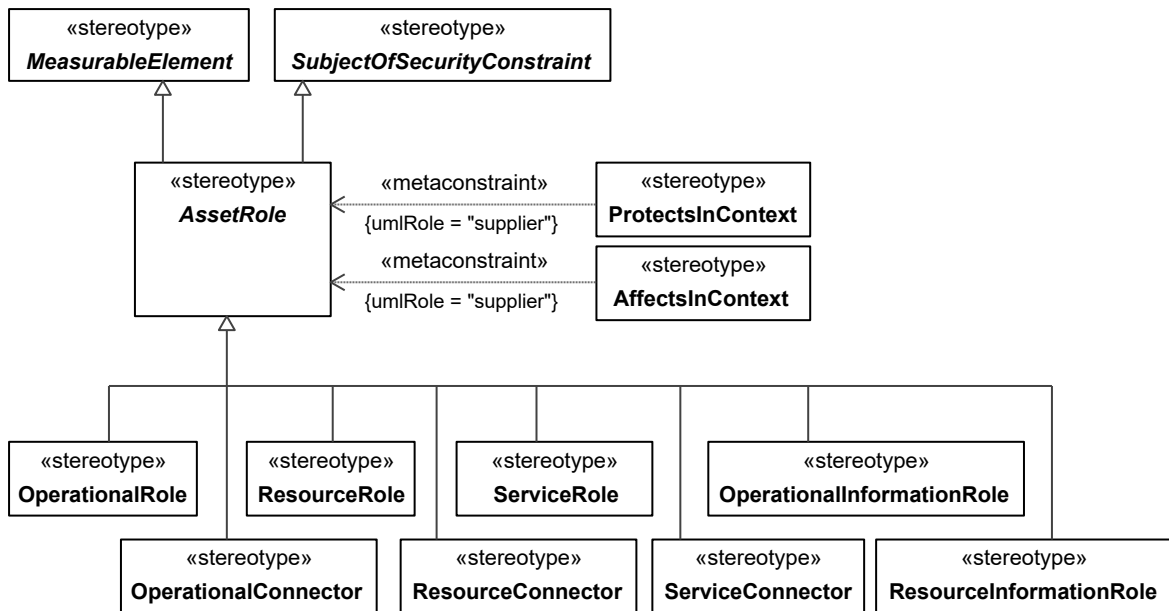 «stereotype»
MeasurableElement
«stereotype»
SubjectOfSecurityConstraint
«stereotype»
AssetRole
«metaconstraint»
{umlRole = "supplier"}
«stereotype»
ProtectsInContext
«metaconstraint»
{umlRole = "supplier"}
«stereotype»
AffectsInContext
«stereotype»
OperationalRole
«stereotype»
ResourceRole
«stereotype»
ServiceRole
«stereotype»
OperationalInformationRole
«stereotype»
OperationalConnector
«stereotype»
ResourceConnector
«stereotype»
ServiceConnector
«stereotype»
ResourceInformationRole